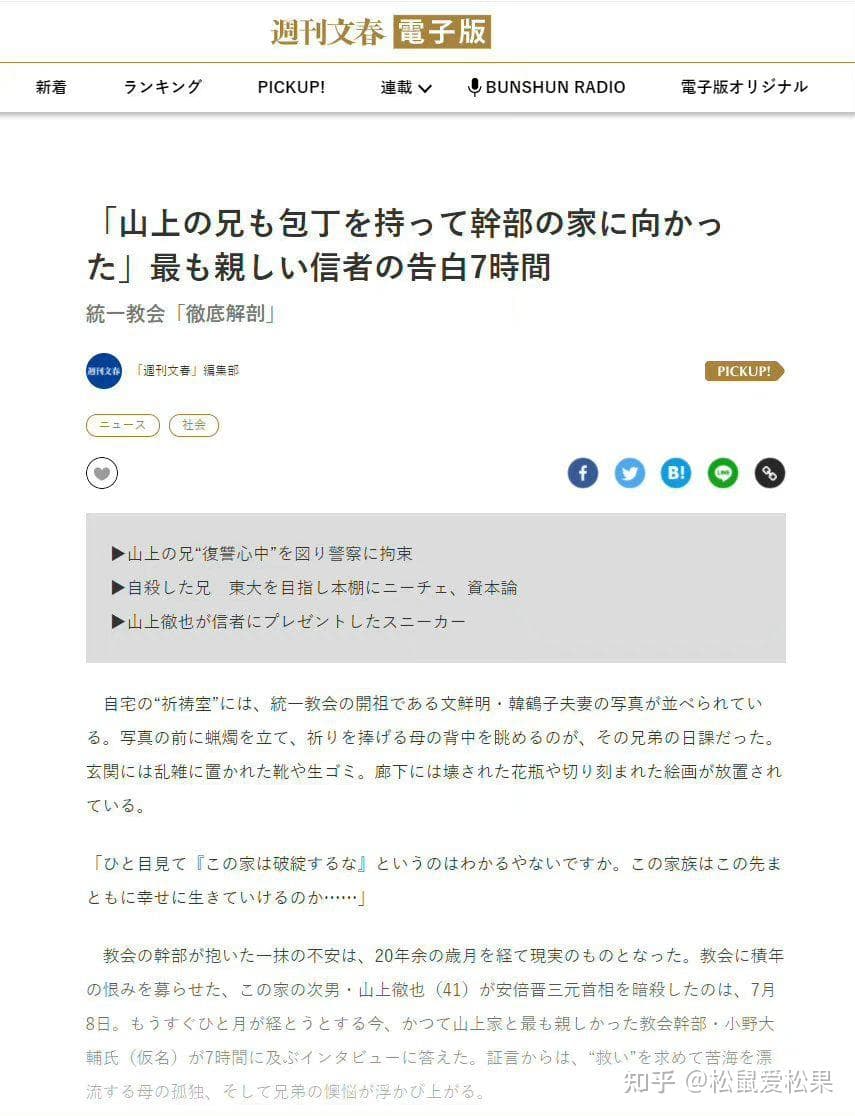 週刊文春 電子版
新着 ランキング PICKUP! 連載 BUNSHUN RADIO 電子版オリジナル
「山上の兄も包丁を持って幹部の家に向かっ
た」最も親しい信者の告白7時間
統一教会「徹底解剖」
週刊文春 「週刊文春」編集部 PICKUP!
ニュース 社会
f B! LINE
▶山上の兄“復讐心中”を図り警察に拘束
▶自殺した兄　東大を目指し本棚にニーチェ、資本論
▶山上徹也が信者にプレゼントしたスニーカー
　自宅の“祈祷室”には、統一教会の開祖である文鮮明・韓鶴子夫妻の写真が並べられてい
る。写真の前に蝋燭を立て、祈りを捧げる母の背中を眺めるのが、その兄弟の日課だった。
玄関には乱雑に置かれた靴や生ゴミ。廊下には壊された花瓶や切り刻まれた絵画が放置され
ている。
「ひと目見て『この家は破綻するな』というのはわかるやないですか。この家族はこの先ま
ともに幸せに生きていけるのか……」
　教会の幹部が抱いた一抹の不安は、20年余の歳月を経て現実のものとなった。教会に積年
の恨みを募らせた、この家の次男・山上徹也（41）が安倍晋三元首相を暗殺したのは、7月
8日。もうすぐひと月が経とうとする今、かつて山上家と最も親しかった教会幹部・小野大
輔氏（仮名）が7時間に及ぶインタビューに答えた。証言からは、“救い”を求めて苦海を漂
流する母の孤独、そして兄弟の懊悩が浮かび上がる。
知乎 @松鼠爱松果